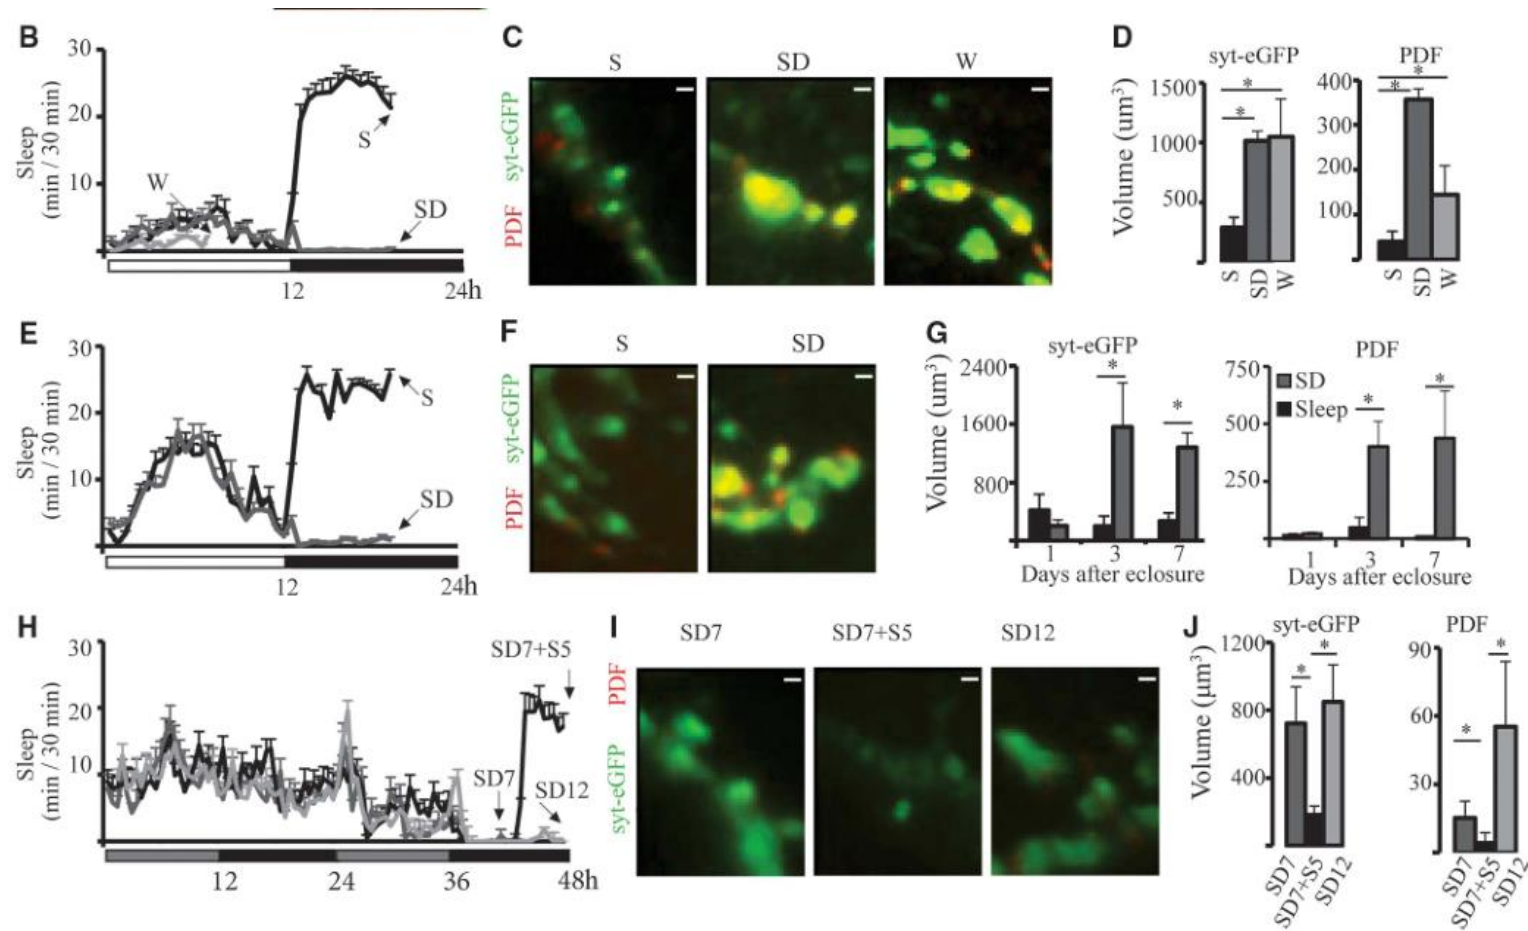 B
30
20
10
Sleep
(min / 30 min)
W
S
SD
12
24h
C
S
SD
W
PDF syt-eGFP
D
syt-eGFP
PDF
Volume (um³)
1500
1000
500
*
*
S
SD
W
400
300
200
100
*
*
S
SD
W
E
30
20
10
Sleep
(min / 30 min)
S
SD
12
24h
F
S
SD
PDF syt-eGFP
G
syt-eGFP
PDF
Volume (um³)
2400
1600
800
*
*
1
3
7
Days after eclosure
750
500
250
SD
Sleep
*
*
1
3
7
Days after eclosure
H
30
20
10
Sleep
(min / 30 min)
SD7+S5
SD7
SD12
12
24
36
48h
I
SD7
SD7+S5
SD12
syt-eGFP PDF
J
syt-eGFP
PDF
Volume (µm³)
1200
800
400
*
*
SD7
SD7+S5
SD12
90
60
30
*
*
SD7
SD7+S5
SD12